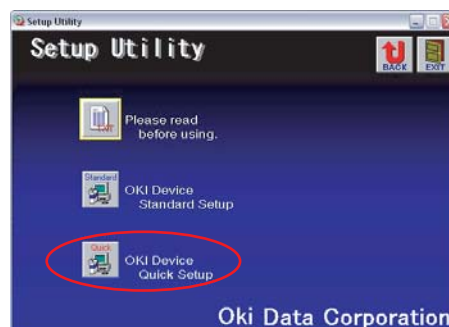 Setup Utility
Setup Utility
BACK
EXIT
TXT
Please read
before using.
Standard
OKI Device
Standard Setup
Quick
OKI Device
Quick Setup
Oki Data Corporation